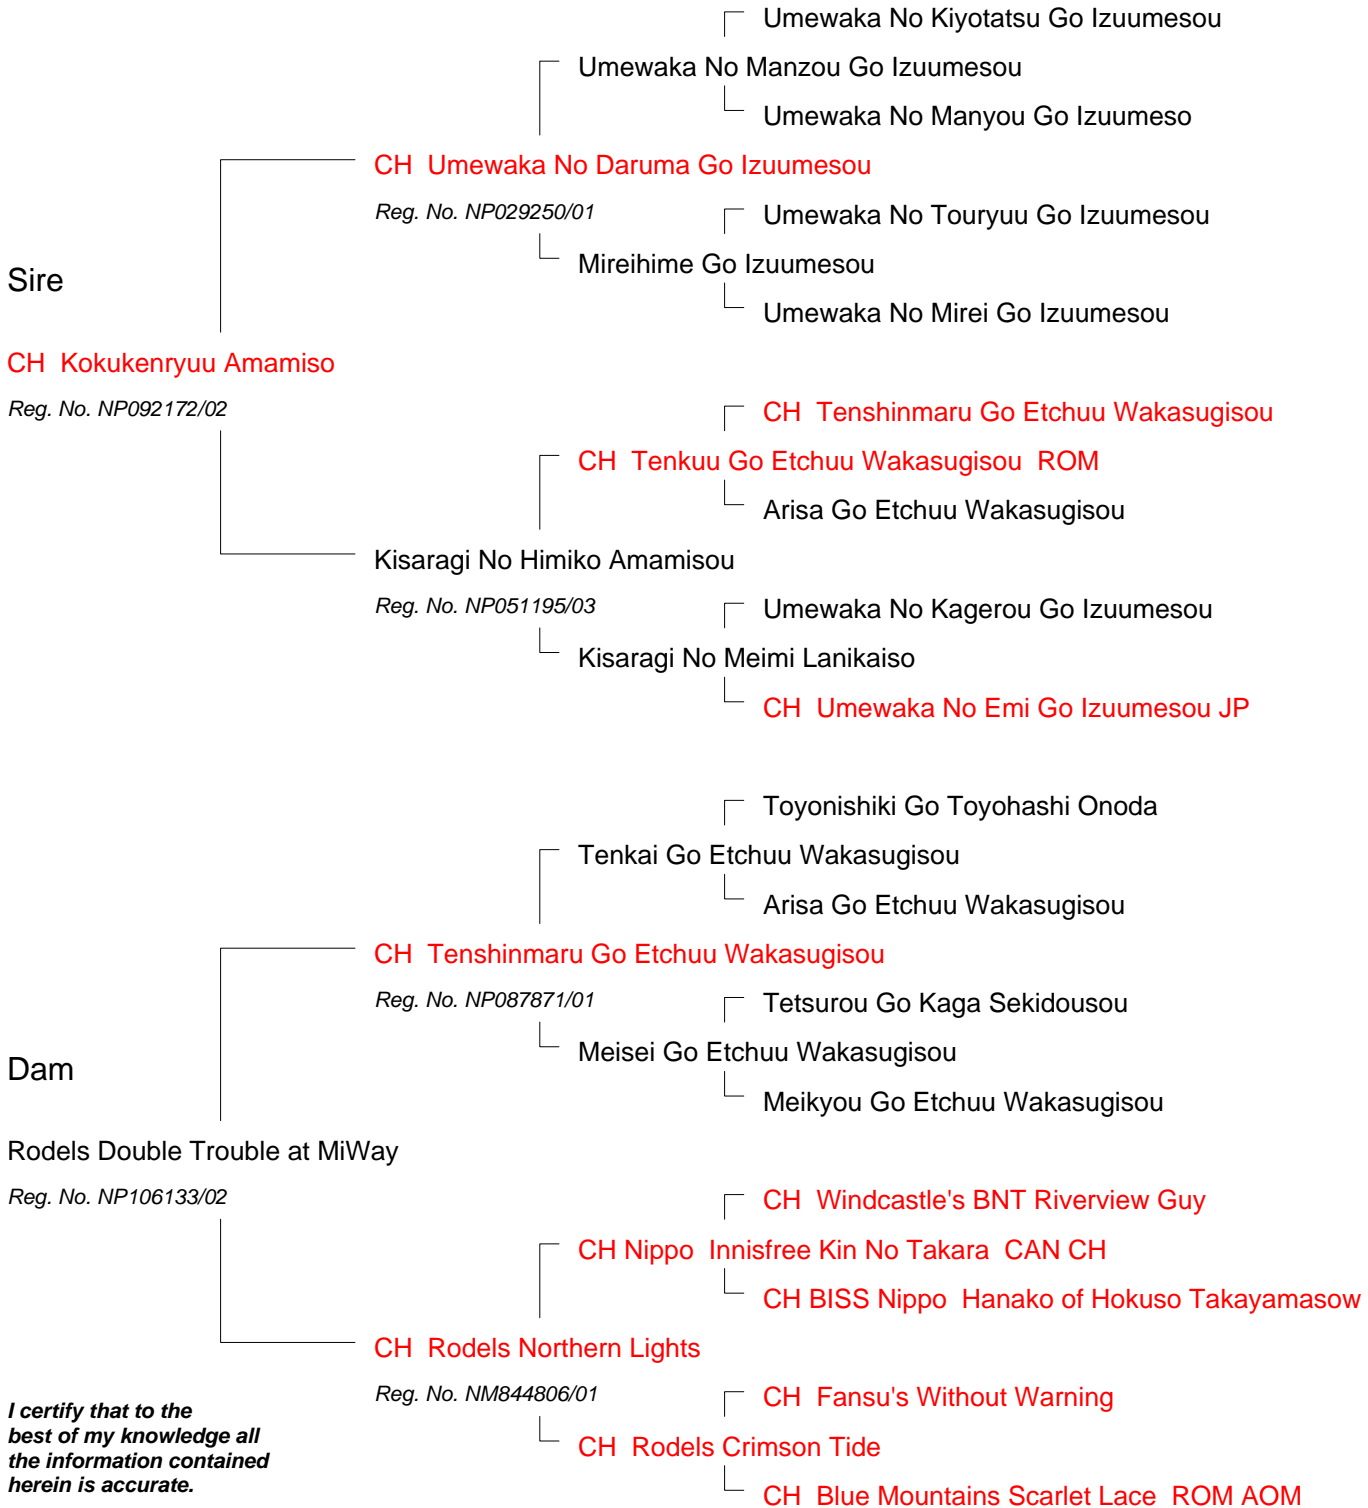 Umewaka No Kiyotatsu Go Izuumesou
Umewaka No Manzou Go Izuumesou
Umewaka No Manyou Go Izuumeso
CH  Umewaka No Daruma Go Izuumesou
Reg. No. NP029250/01
Umewaka No Touryuu Go Izuumesou
Mireihime Go Izuumesou
Sire
Umewaka No Mirei Go Izuumesou
CH  Kokukenryuu Amamiso
Reg. No. NP092172/02
CH  Tenshinmaru Go Etchuu Wakasugisou
CH  Tenkuu Go Etchuu Wakasugisou  ROM
Arisa Go Etchuu Wakasugisou
Kisaragi No Himiko Amamisou
Reg. No. NP051195/03
Umewaka No Kagerou Go Izuumesou
Kisaragi No Meimi Lanikaiso
CH  Umewaka No Emi Go Izuumesou JP
Toyonishiki Go Toyohashi Onoda
Tenkai Go Etchuu Wakasugisou
Arisa Go Etchuu Wakasugisou
CH  Tenshinmaru Go Etchuu Wakasugisou
Reg. No. NP087871/01
Tetsurou Go Kaga Sekidousou
Meisei Go Etchuu Wakasugisou
Dam
Meikyou Go Etchuu Wakasugisou
Rodels Double Trouble at MiWay
Reg. No. NP106133/02
CH  Windcastle's BNT Riverview Guy
CH Nippo  Innisfree Kin No Takara  CAN CH
CH BISS Nippo  Hanako of Hokuso Takayamasow
CH  Rodels Northern Lights
Reg. No. NM844806/01
CH  Fansu's Without Warning
CH  Rodels Crimson Tide
CH  Blue Mountains Scarlet Lace  ROM AOM
I certify that to the
best of my knowledge all
the information contained
herein is accurate.